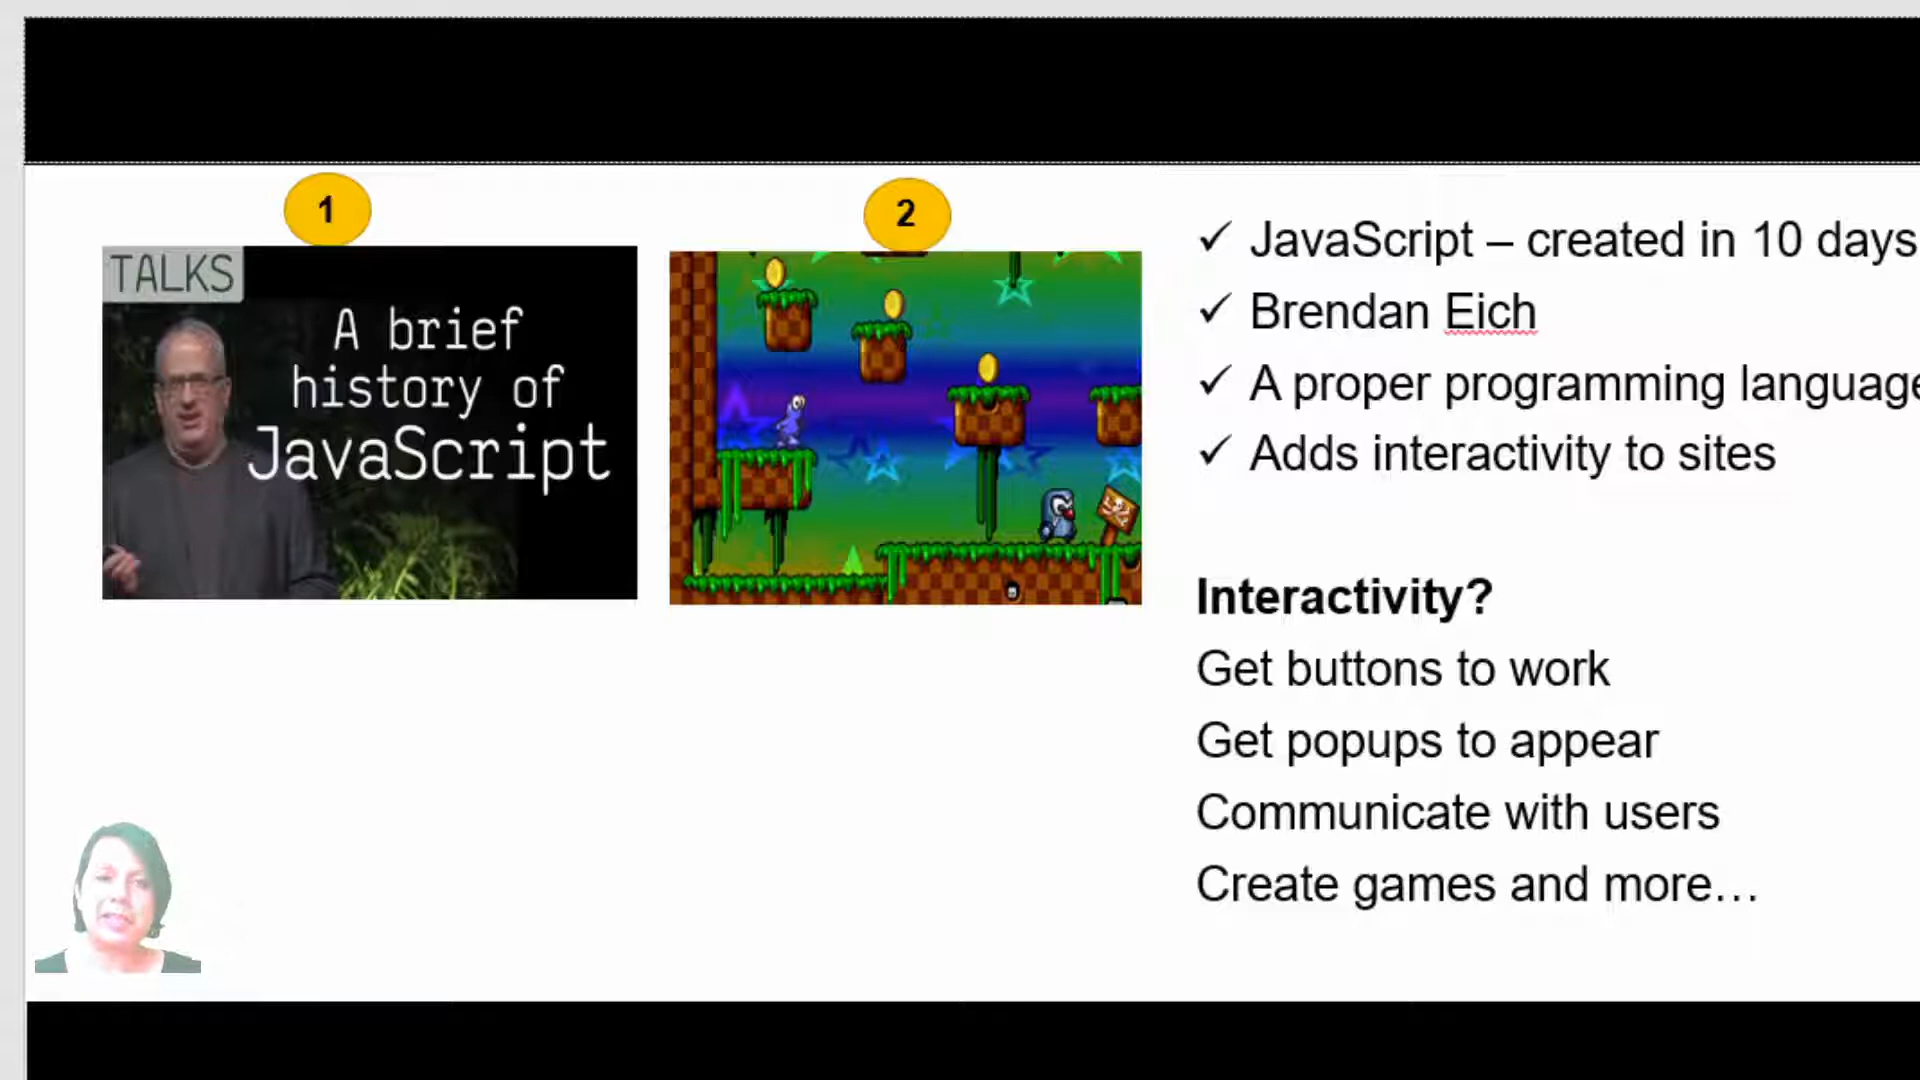 1
TALKS
A brief
history of
JavaScript
2
✓ JavaScript – created in 10 days
✓ Brendan Eich
✓ A proper programming language
✓ Adds interactivity to sites
Interactivity?
Get buttons to work
Get popups to appear
Communicate with users
Create games and more…